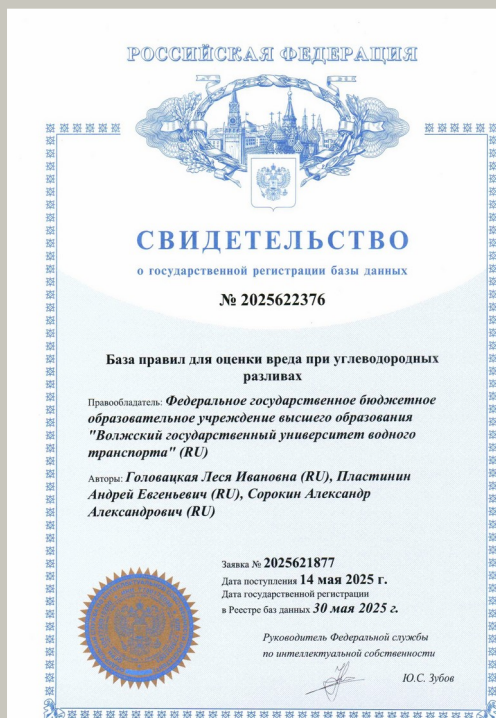 РОССИЙСКАЯ ФЕДЕРАЦИЯ
СВИДЕТЕЛЬСТВО
о государственной регистрации базы данных
№ 2025622376
База правил для оценки вреда при углеводородных
разливах
Правообладатель: Федеральное государственное бюджетное
образовательное учреждение высшего образования
"Волжский государственный университет водного
транспорта" (RU)
Авторы: Головацкая Леся Ивановна (RU), Пластинин
Андрей Евгеньевич (RU), Сорокин Александр
Александрович (RU)
Заявка № 2025621877
Дата поступления 14 мая 2025 г.
Дата государственной регистрации
в Реестре баз данных 30 мая 2025 г.
Руководитель Федеральной службы
по интеллектуальной собственности
Ю.С. Зубов